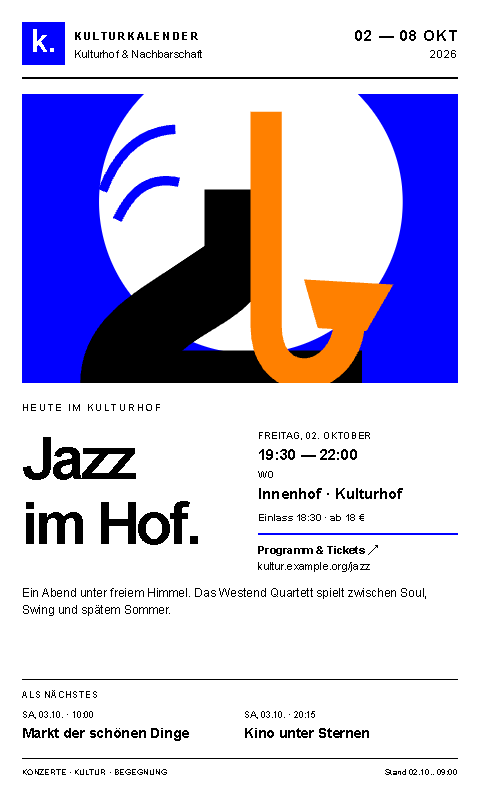 k.
KULTURKALENDER
Kulturhof & Nachbarschaft
02 — 08 OKT
2026
HEUTE IM KULTURHOF
Jazz
im Hof.
FREITAG, 02. OKTOBER
19:30 — 22:00
WO
Innenhof · Kulturhof
Einlass 18:30 · ab 18 €
Programm & Tickets ↗
kultur.example.org/jazz
Ein Abend unter freiem Himmel. Das Westend Quartett spielt zwischen Soul,
Swing und spätem Sommer.
ALS NÄCHSTES
SA, 03.10. · 10:00
Markt der schönen Dinge
SA, 03.10. · 20:15
Kino unter Sternen
KONZERTE · KULTUR · BEGEGNUNG
Stand 02.10., 09:00